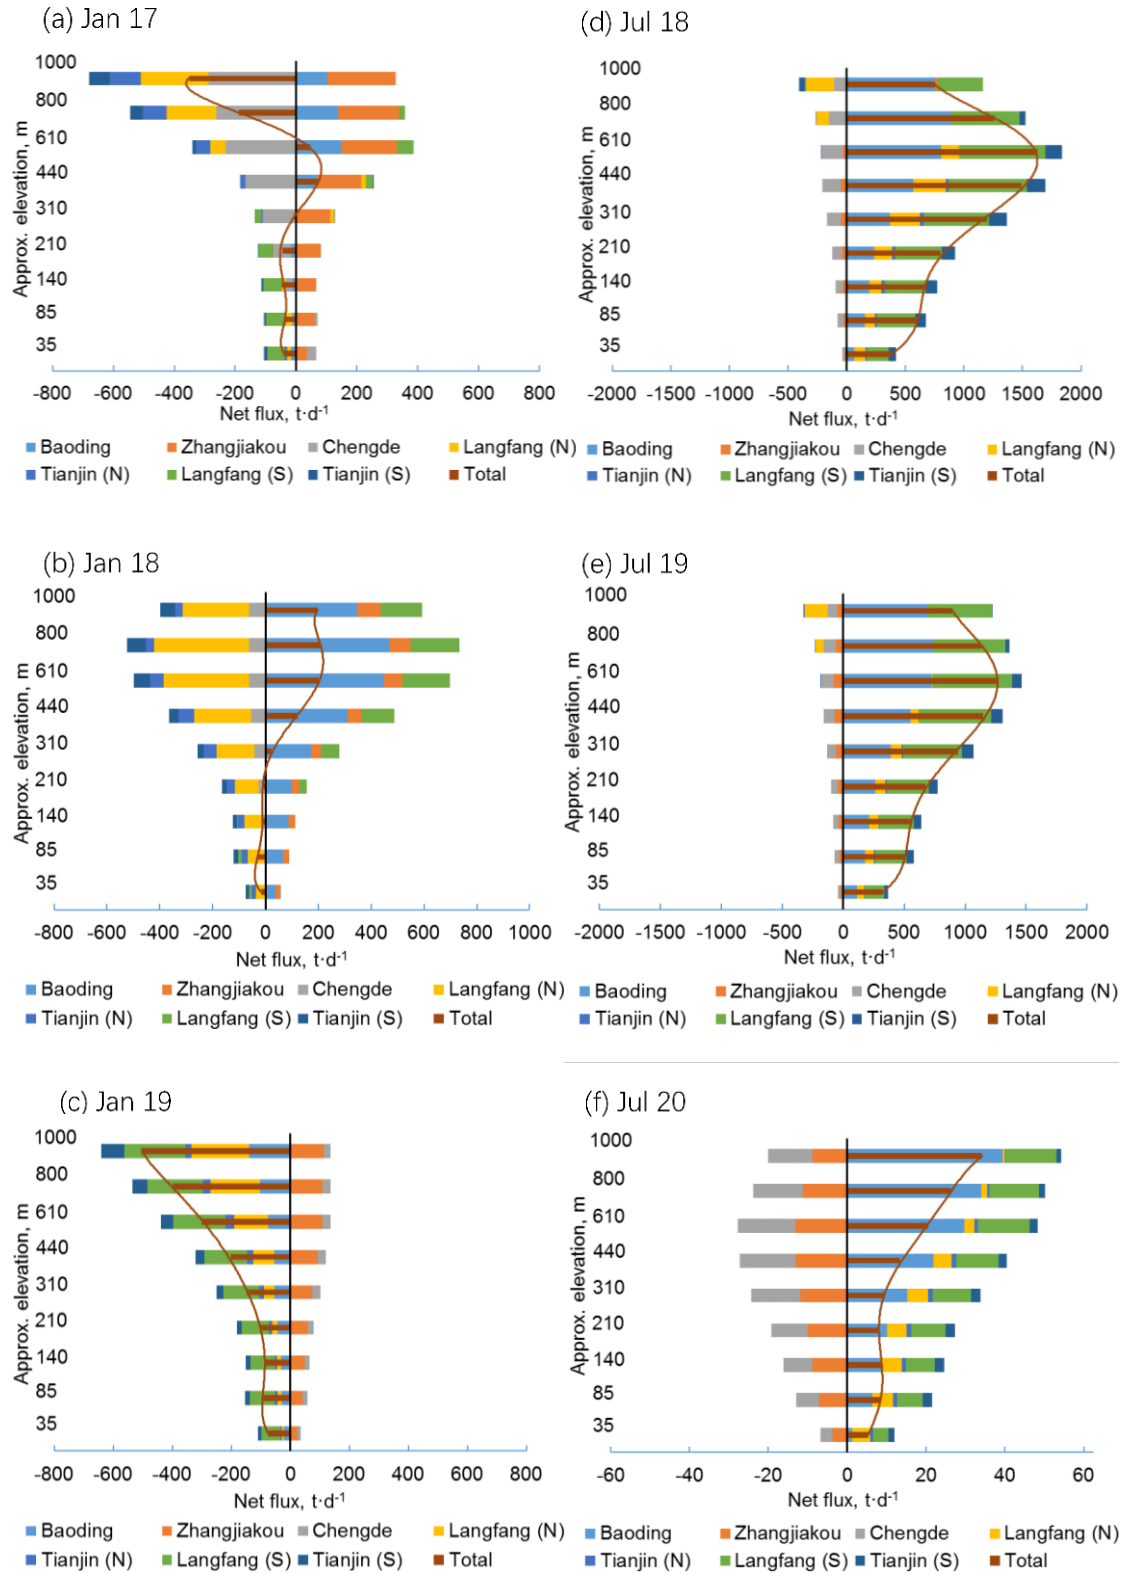 (a) Jan 17
Approx. elevation, m
1000
800
610
440
310
210
140
85
35
-800 -600 -400 -200 0 200 400 600 800
Net flux, t·d-1
Baoding Zhangjiakou Chengde Langfang (N)
Tianjin (N) Langfang (S) Tianjin (S) Total
(d) Jul 18
Approx. elevation, m
1000
800
610
440
310
210
140
85
35
-2000 -1500 -1000 -500 0 500 1000 1500 2000
Net flux, t·d-1
Baoding Zhangjiakou Chengde Langfang (N)
Tianjin (N) Langfang (S) Tianjin (S) Total
(b) Jan 18
Approx. elevation, m
1000
800
610
440
310
210
140
85
35
-800 -600 -400 -200 0 200 400 600 800 1000
Net flux, t·d-1
Baoding Zhangjiakou Chengde Langfang (N)
Tianjin (N) Langfang (S) Tianjin (S) Total
(e) Jul 19
Approx. elevation, m
1000
800
610
440
310
210
140
85
35
-2000 -1500 -1000 -500 0 500 1000 1500 2000
Net flux, t·d-1
Baoding Zhangjiakou Chengde Langfang (N)
Tianjin (N) Langfang (S) Tianjin (S) Total
(c) Jan 19
Approx. elevation, m
1000
800
610
440
310
210
140
85
35
-800 -600 -400 -200 0 200 400 600 800
Net flux, t·d-1
Baoding Zhangjiakou Chengde Langfang (N)
Tianjin (N) Langfang (S) Tianjin (S) Total
(f) Jul 20
Approx. elevation, m
1000
800
610
440
310
210
140
85
35
-60 -40 -20 0 20 40 60
Net flux, t·d-1
Baoding Zhangjiakou Chengde Langfang (N)
Tianjin (N) Langfang (S) Tianjin (S) Total